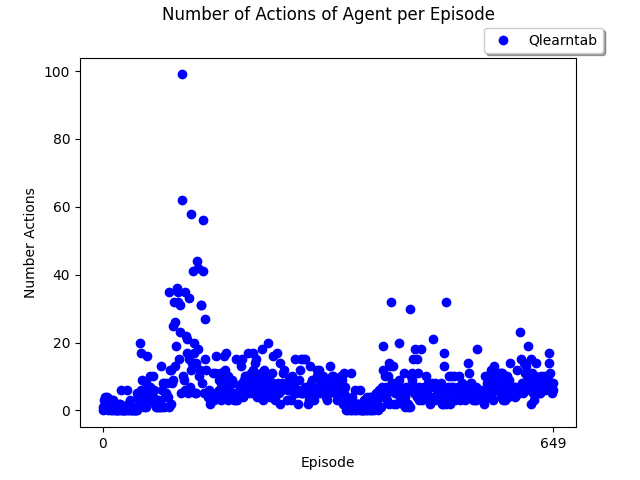 Number of Actions of Agent per Episode
Qlearntab
100
80
60
40
20
0
Number Actions
0 649
Episode